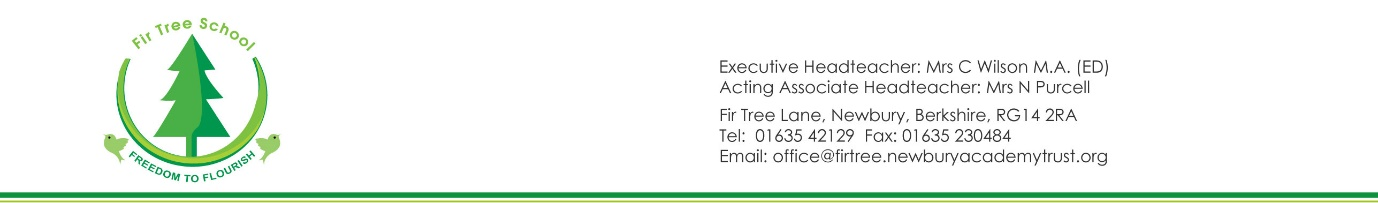 Fir Tree School
FREEDOM TO FLOURISH
Executive Headteacher: Mrs C Wilson M.A. (ED)
Acting Associate Headteacher: Mrs N Purcell
Fir Tree Lane, Newbury, Berkshire, RG14 2RA
Tel:  01635 42129  Fax: 01635 230484
Email: office@firtree.newburyacademytrust.org